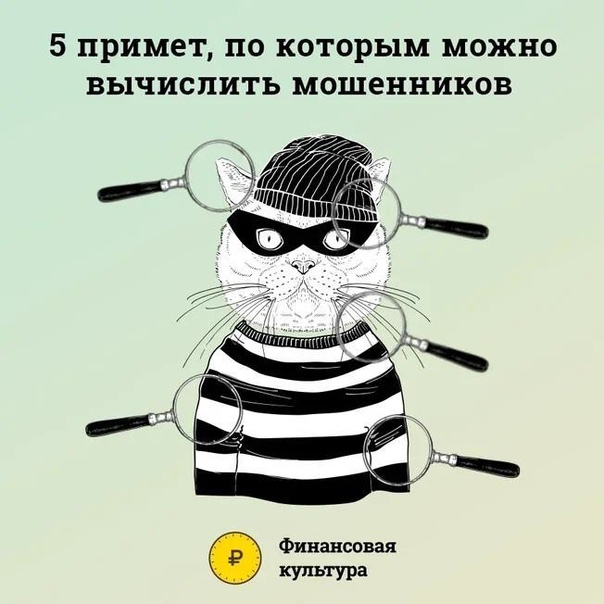 5 примет, по которым можно
вычислить мошенников
₽
Финансовая
культура